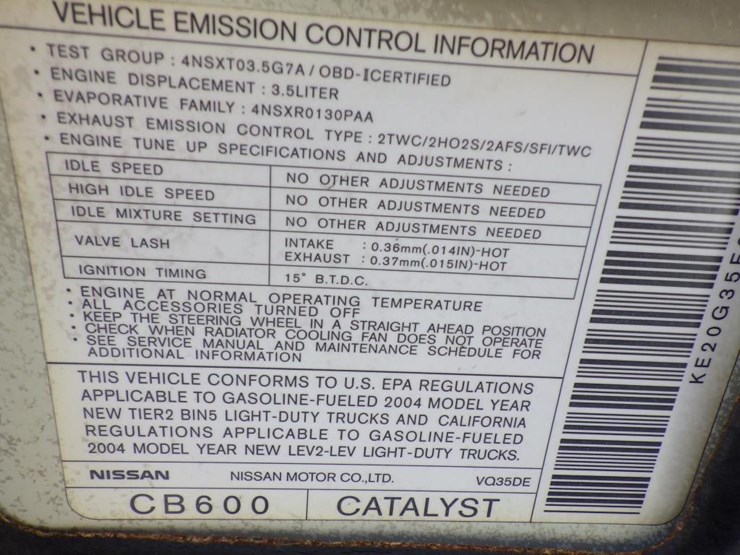 VEHICLE EMISSION CONTROL INFORMATION
• TEST GROUP : 4NSXT03.5G7A / OBD-ⅡCERTIFIED
• ENGINE DISPLACEMENT : 3.5LITER
• EVAPORATIVE FAMILY : 4NSXR0130PAA
• EXHAUST EMISSION CONTROL TYPE : 2TWC/2HO2S/2AFS/SFI/TWC
• ENGINE TUNE UP SPECIFICATIONS AND ADJUSTMENTS :
IDLE SPEED NO OTHER ADJUSTMENTS NEEDED
HIGH IDLE SPEED NO OTHER ADJUSTMENTS NEEDED
IDLE MIXTURE SETTING NO OTHER ADJUSTMENTS NEEDED
VALVE LASH INTAKE : 0.36mm(.014IN)-HOT
EXHAUST : 0.37mm(.015IN)-HOT
IGNITION TIMING 15° B.T.D.C.
• ENGINE AT NORMAL OPERATING TEMPERATURE
• ALL ACCESSORIES TURNED OFF
• KEEP THE STEERING WHEEL IN A STRAIGHT AHEAD POSITION
• CHECK WHEN RADIATOR COOLING FAN DOES NOT OPERATE
• SEE SERVICE MANUAL AND MAINTENANCE SCHEDULE FOR
ADDITIONAL INFORMATION
THIS VEHICLE CONFORMS TO U.S. EPA REGULATIONS
APPLICABLE TO GASOLINE-FUELED 2004 MODEL YEAR
NEW TIER2 BIN5 LIGHT-DUTY TRUCKS AND CALIFORNIA
REGULATIONS APPLICABLE TO GASOLINE-FUELED
2004 MODEL YEAR NEW LEV2-LEV LIGHT-DUTY TRUCKS.
NISSAN NISSAN MOTOR CO.,LTD. VQ35DE
CB600 CATALYST